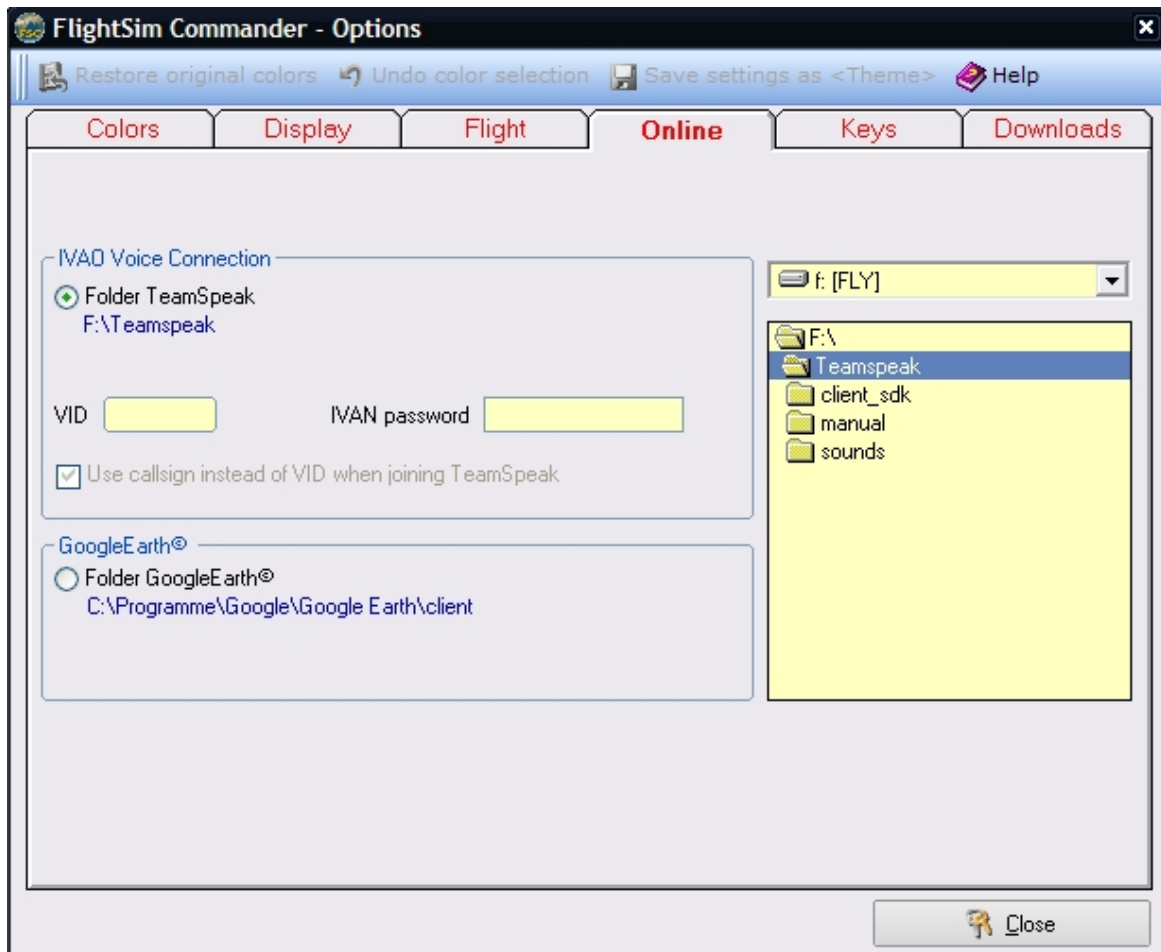 FlightSim Commander - Options
Restore original colors Undo color selection Save settings as <Theme> Help
Colors Display Flight Online Keys Downloads
IVAO Voice Connection
Folder TeamSpeak
F:\Teamspeak
VID IVAN password
Use callsign instead of VID when joining TeamSpeak
GoogleEarth©
Folder GoogleEarth©
C:\Programme\Google\Google Earth\client
f: [FLY]
F:\
Teamspeak
client_sdk
manual
sounds
Close